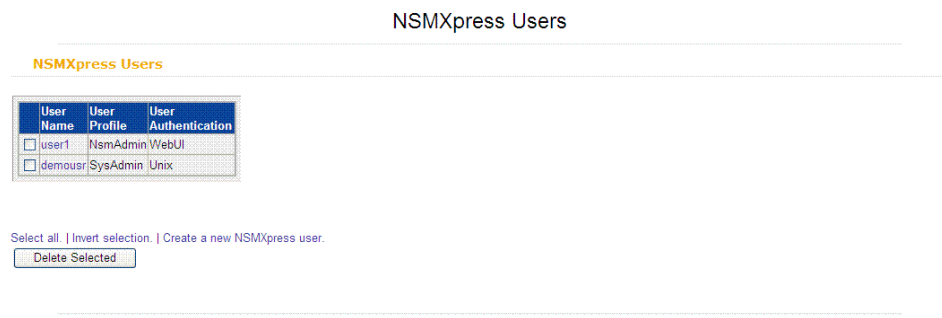 NSMXpress Users
NSMXpress Users
User Name User Profile User Authentication
user1 NsmAdmin WebUI
demousr SysAdmin Unix
Select all. | Invert selection. | Create a new NSMXpress user.
Delete Selected